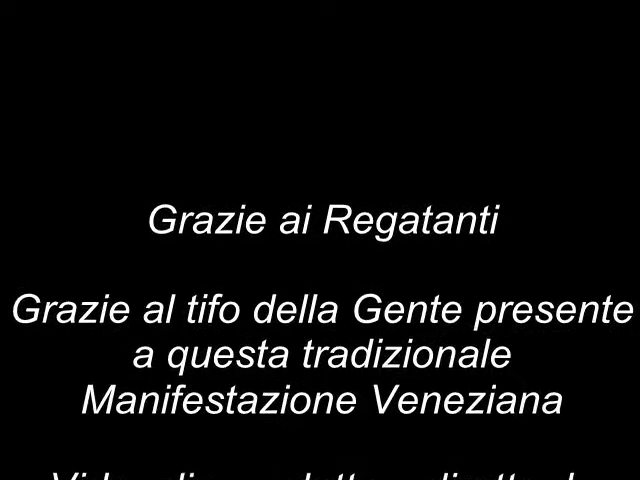 Grazie ai Regatanti
Grazie al tifo della Gente presente
a questa tradizionale
Manifestazione Veneziana